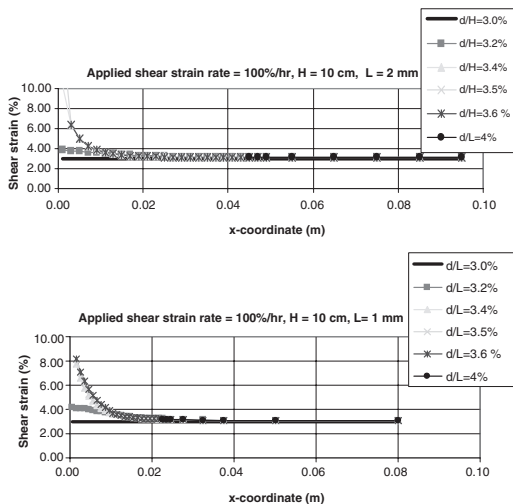 d/H=3.0%
d/H=3.2%
d/H=3.4%
d/H=3.5%
d/H=3.6 %
d/L=4%
Applied shear strain rate = 100%/hr, H = 10 cm, L = 2 mm
Shear strain (%)
10.00
8.00
6.00
4.00
2.00
0.00
0.00 0.02 0.04 0.06 0.08 0.10
x-coordinate (m)
d/L=3.0%
d/L=3.2%
d/L=3.4%
d/L=3.5%
d/L=3.6 %
d/L=4%
Applied shear strain rate = 100%/hr, H = 10 cm, L= 1 mm
Shear strain (%)
10.00
8.00
6.00
4.00
2.00
0.00
0.00 0.02 0.04 0.06 0.08 0.10
x-coordinate (m)